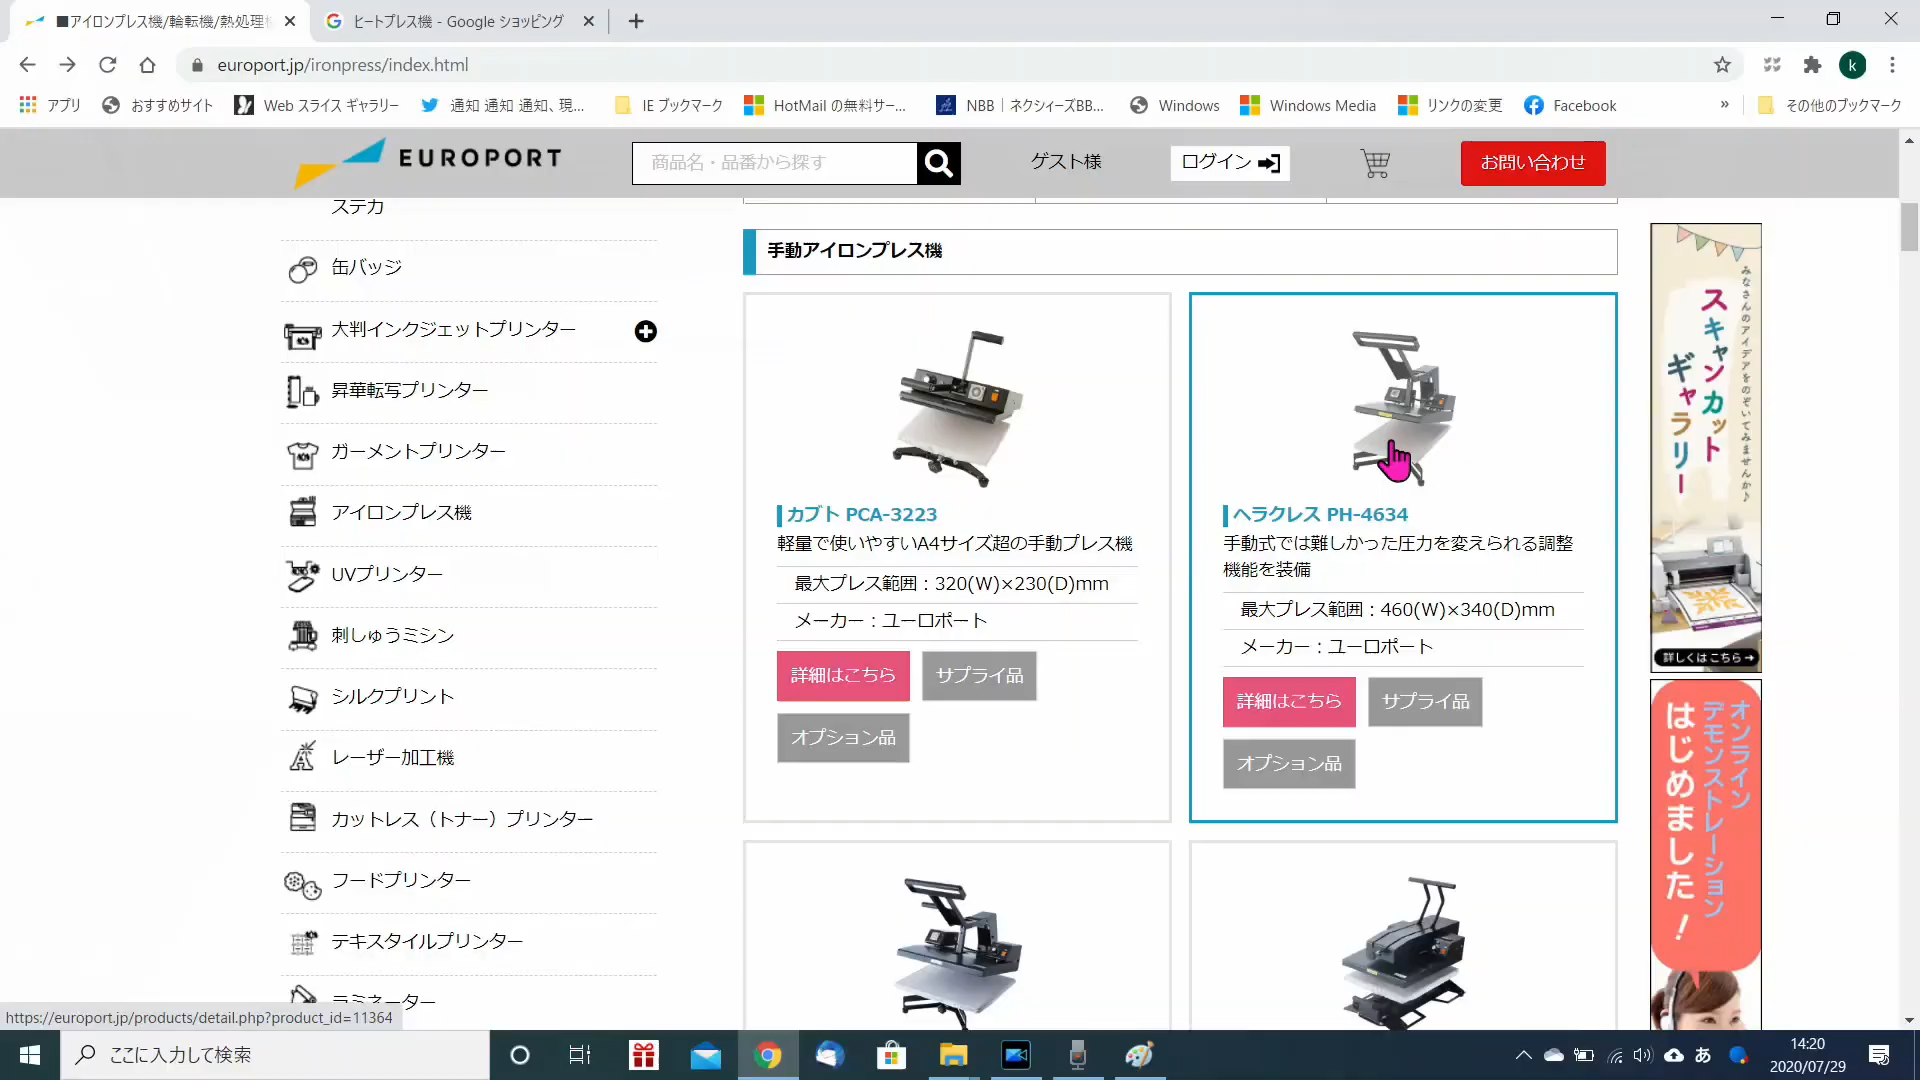 ■アイロンプレス機/輪転機/熱処理機
ヒートプレス機 - Google ショッピング
europort.jp/ironpress/index.html
k
アプリ
おすすめサイト
Web スライス ギャラリー
通知 通知 通知、現...
IE ブックマーク
HotMail の無料サー...
NBB｜ネクシィーズBB...
Windows
Windows Media
リンクの変更
Facebook
»
その他のブックマーク
EUROPORT
商品名・品番から探す
ゲスト様
ログイン
お問い合わせ
ステカ
缶バッジ
大判インクジェットプリンター
昇華転写プリンター
ガーメントプリンター
アイロンプレス機
UVプリンター
刺しゅうミシン
シルクプリント
レーザー加工機
カットレス（トナー）プリンター
フードプリンター
テキスタイルプリンター
ラミネーター
手動アイロンプレス機
カブト PCA-3223
軽量で使いやすいA4サイズ超の手動プレス機
最大プレス範囲：320(W)×230(D)mm
メーカー：ユーロポート
詳細はこちら
サプライ品
オプション品
ヘラクレス PH-4634
手動式では難しかった圧力を変えられる調整
機能を装備
最大プレス範囲：460(W)×340(D)mm
メーカー：ユーロポート
詳細はこちら
サプライ品
オプション品
みなさんのアイデアをのぞいてみませんか♪
スキャンカット
ギャラリー
詳しくはこちら→
オンライン
デモンストレーション
はじめました！
https://europort.jp/products/detail.php?product_id=11364
ここに入力して検索
あ
14:20
2020/07/29